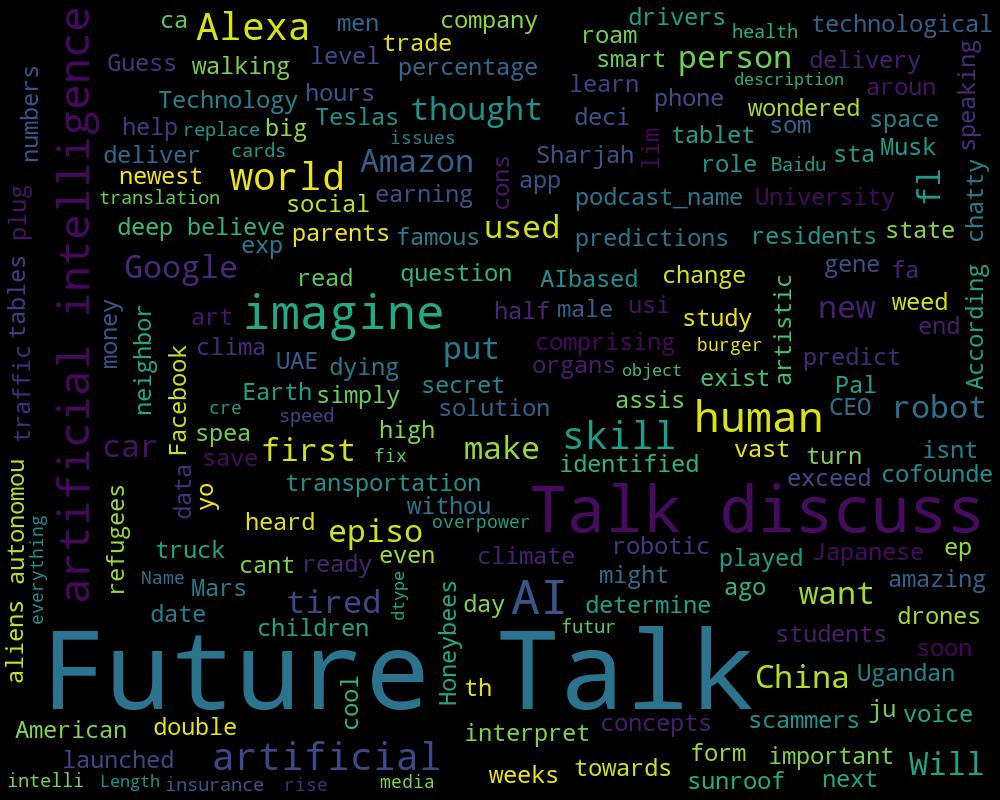 ca Alexa men company drivers health technological
Guess walking level trade percentage roam smart person delivery
description aroun speaking
numbers artificial intelligence
Technology hours Teslas thought learn phone deci wondered
help replace big issues lim tablet som space
deliver cards Amazon cons Sharjah role Baidu sta Musk
newest world earning app podcast_name University fl chatty
translation social
deep believe exp parents famous used predictions residents state
plug tables traffic
Google read question AIbased change gene fa
art imagine half male usi study artistic new weed end According
money neighbor clima UAE dying put comprising organs object burger exist predict
Facebook Earth simply secret assis Pal
cre speed solution human CEO robot
car spea first high make skill vast turn isnt
save fix identified exceed cofounde
data yo transportation withou
aliens autonomou everything refugees heard episo overpower Talk discuss
truck cant ready even climate robotic played Japanese ep
Name Mars tired dtype Honeybees day AI might determine ago want amazing
date children futur students drones soon
Future Talk China Ugandan
cool th
American double interpret concepts scammers ju voice
launched artificial form important Will
intelli Length insurance rise media weeks towards sunroof next